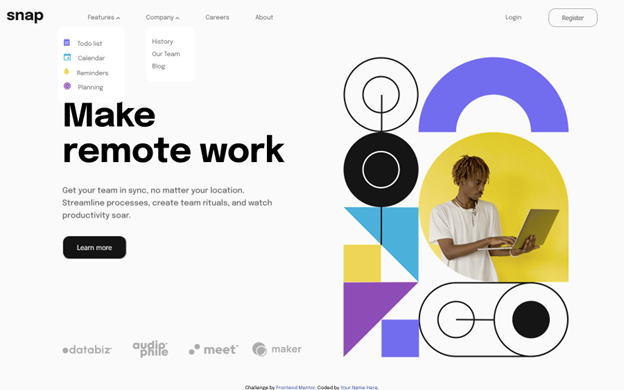 snap
Features
Company
Careers
About
Login
Register
Todo list
Calendar
Reminders
Planning
History
Our Team
Blog
Make
remote work
Get your team in sync, no matter your location.
Streamline processes, create team rituals, and watch
productivity soar.
Learn more
databiz
audio
phile
meet
maker
Challenge by Frontend Mentor. Coded by Your Name Here.